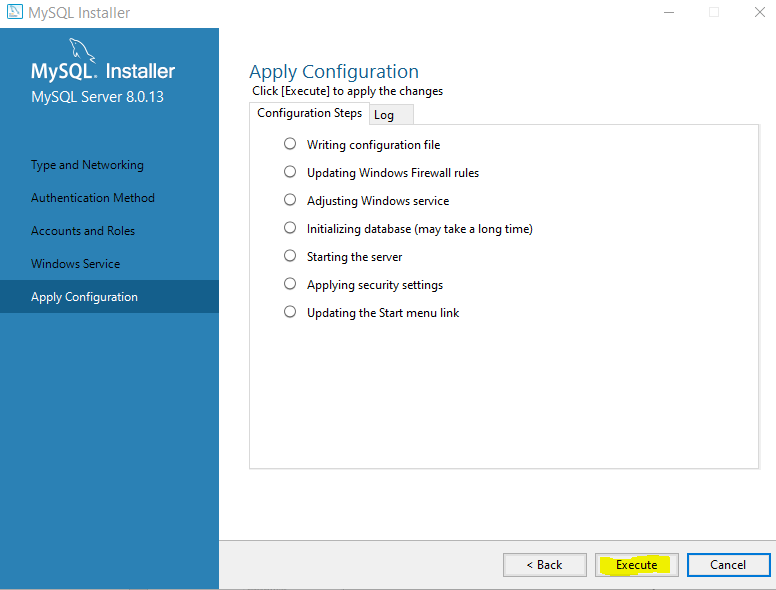 MySQL Installer
MySQL. Installer
MySQL Server 8.0.13
Type and Networking
Authentication Method
Accounts and Roles
Windows Service
Apply Configuration
Apply Configuration
Click [Execute] to apply the changes
Configuration Steps Log
Writing configuration file
Updating Windows Firewall rules
Adjusting Windows service
Initializing database (may take a long time)
Starting the server
Applying security settings
Updating the Start menu link
< Back Execute Cancel